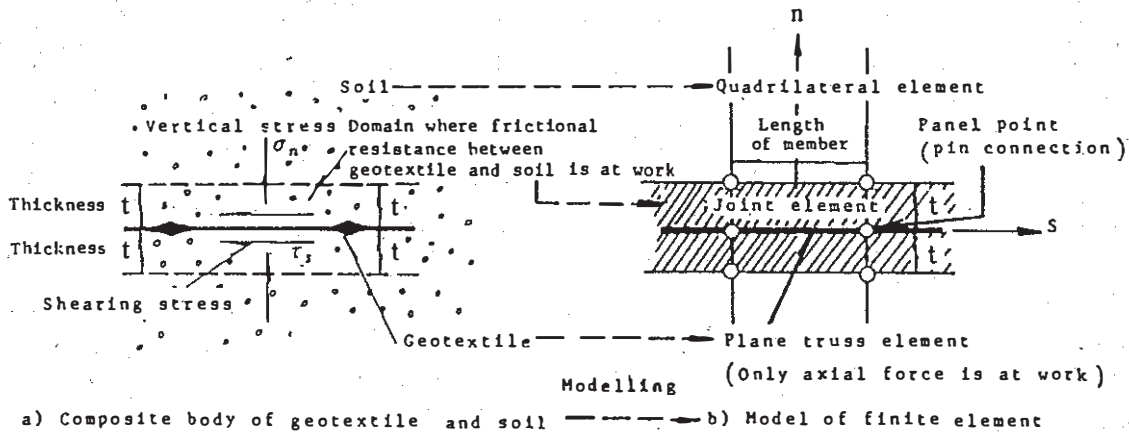 n
Soil
Quadrilateral element
Vertical stress
σn
Domain where frictional
resistance between
geotextile and soil is at work
Length
of member
Panel point
(pin connection)
Thickness t
t
Joint element
t
Thickness t
t
t
s
τs
Shearing stress
Geotextile
Plane truss element
(Only axial force is at work)
Modelling
a) Composite body of geotextile and soil
b) Model of finite element